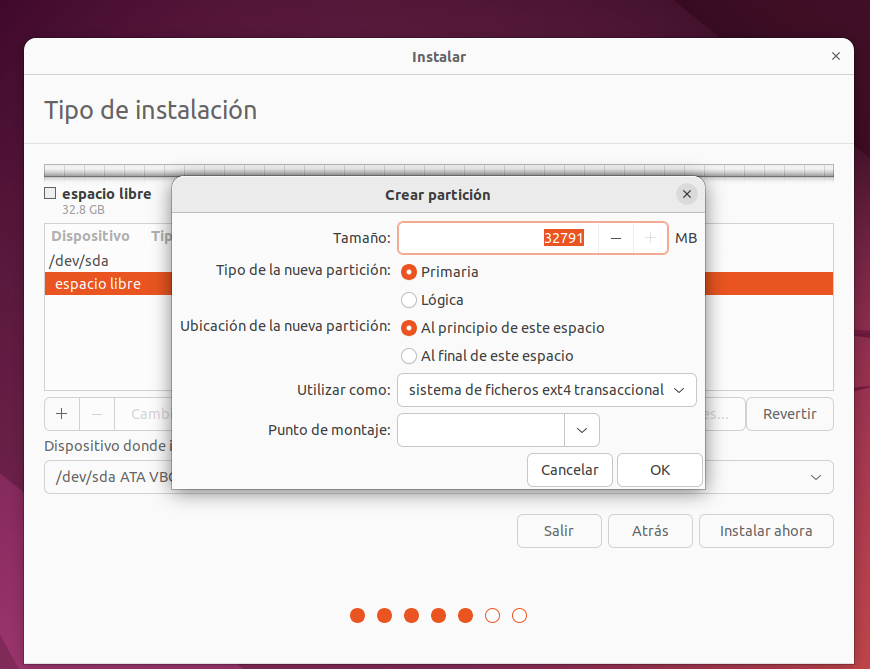 Instalar
Tipo de instalación
espacio libre
32.8 GB
Dispositivo Tip
/dev/sda
espacio libre
Crear partición
Tamaño: 32791 MB
Tipo de la nueva partición: Primaria
Lógica
Ubicación de la nueva partición: Al principio de este espacio
Al final de este espacio
Utilizar como: sistema de ficheros ext4 transaccional
Punto de montaje:
Cancelar OK
+ − Camb es... Revertir
Dispositivo donde i
/dev/sda ATA VB
Salir Atrás Instalar ahora